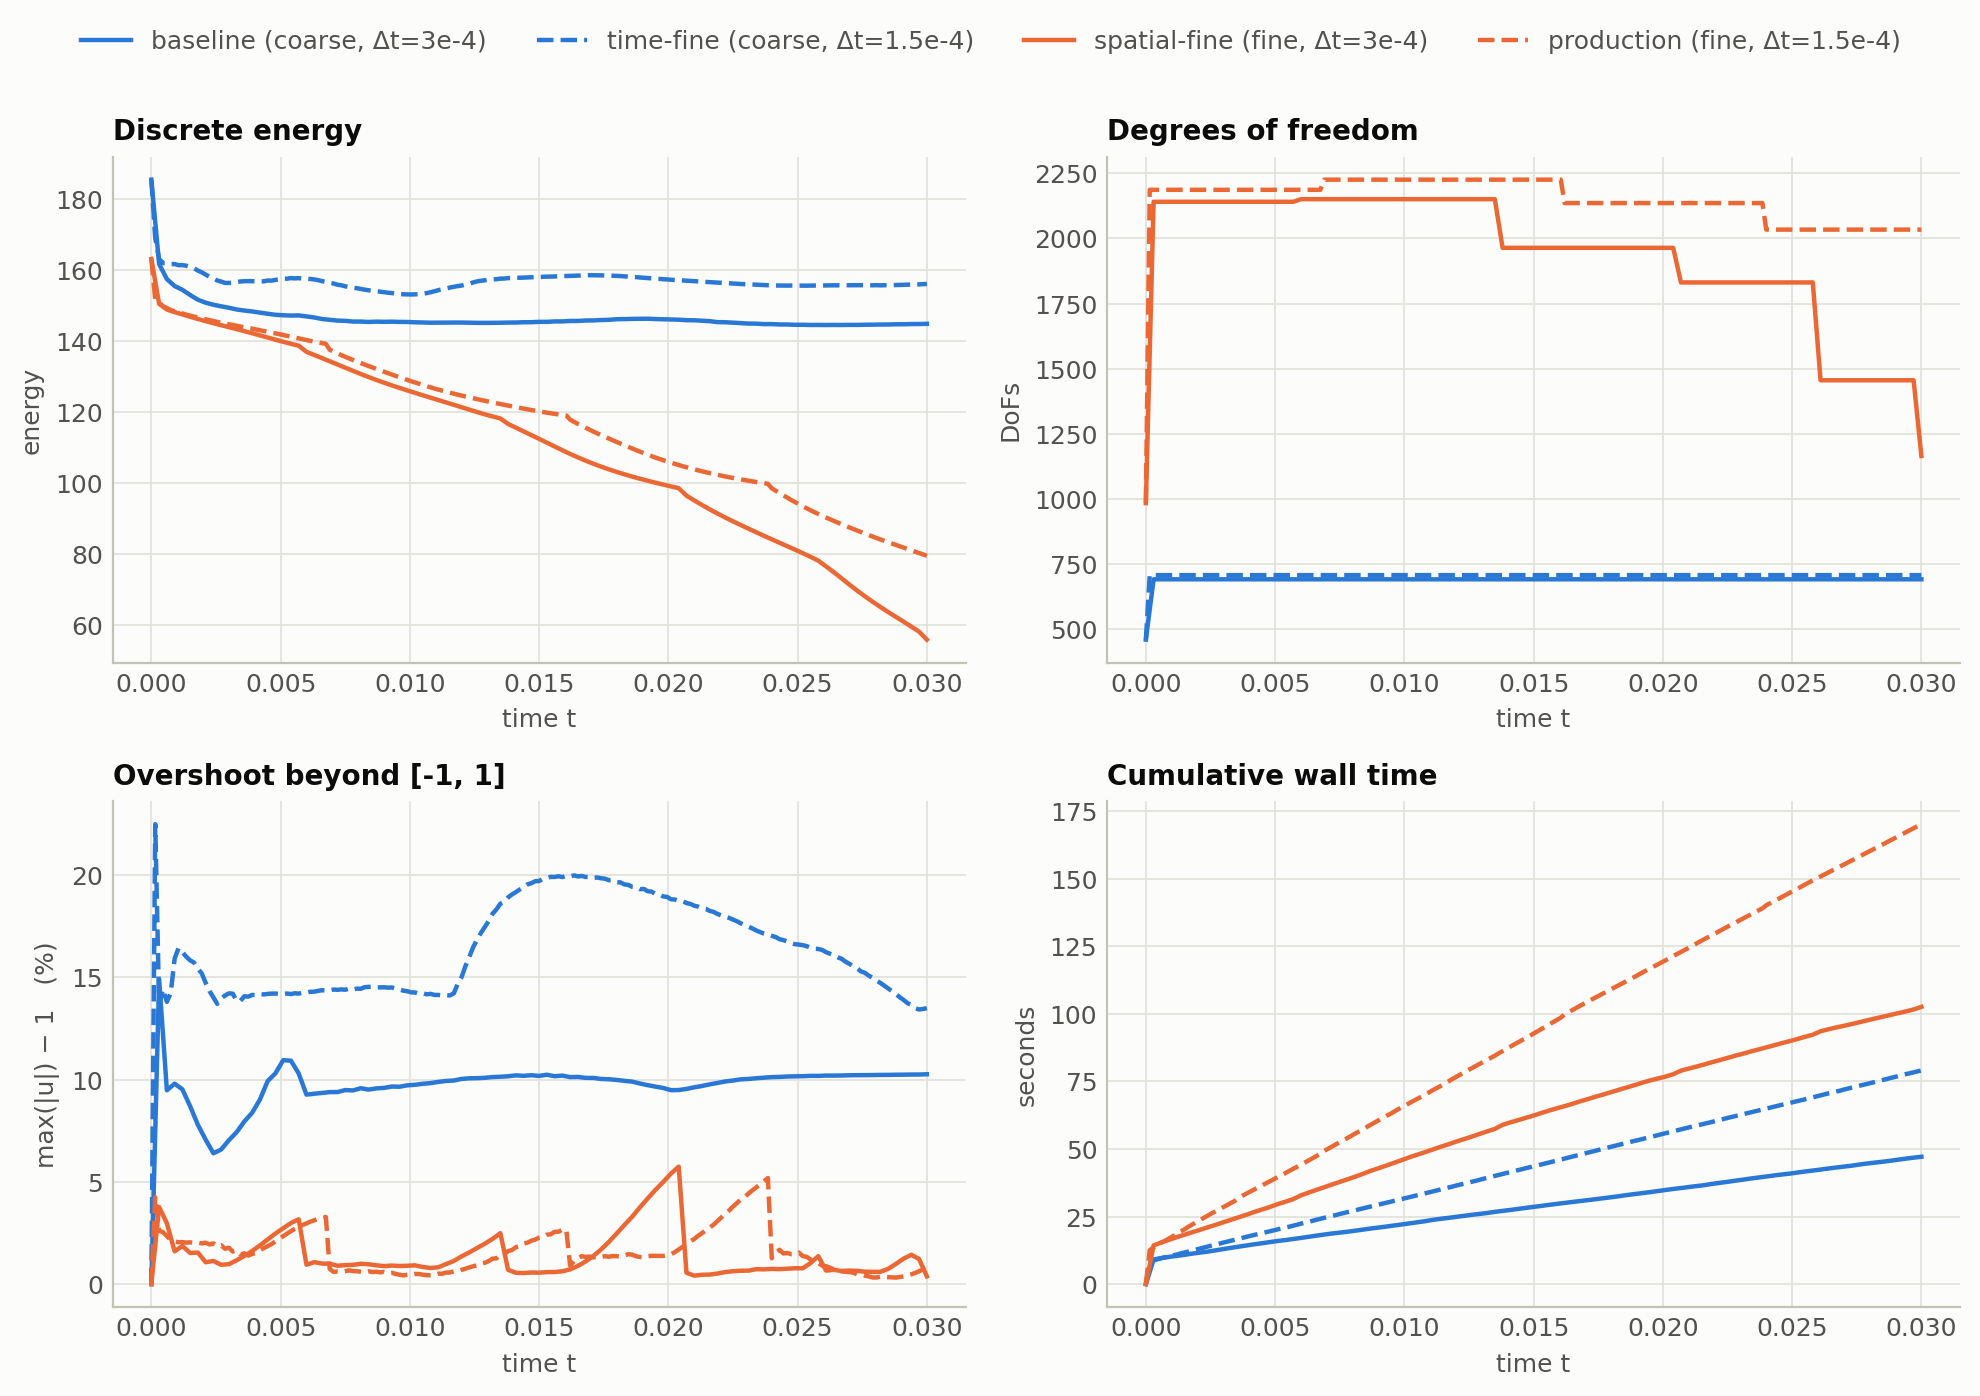 baseline (coarse, Δt=3e-4) time-fine (coarse, Δt=1.5e-4) spatial-fine (fine, Δt=3e-4) production (fine, Δt=1.5e-4)
Discrete energy
energy
180
160
140
120
100
80
60
0.000 0.005 0.010 0.015 0.020 0.025 0.030
time t
Degrees of freedom
DoFs
2250
2000
1750
1500
1250
1000
750
500
0.000 0.005 0.010 0.015 0.020 0.025 0.030
time t
Overshoot beyond [-1, 1]
max(|u|) − 1 (%)
20
15
10
5
0
0.000 0.005 0.010 0.015 0.020 0.025 0.030
time t
Cumulative wall time
seconds
175
150
125
100
75
50
25
0
0.000 0.005 0.010 0.015 0.020 0.025 0.030
time t